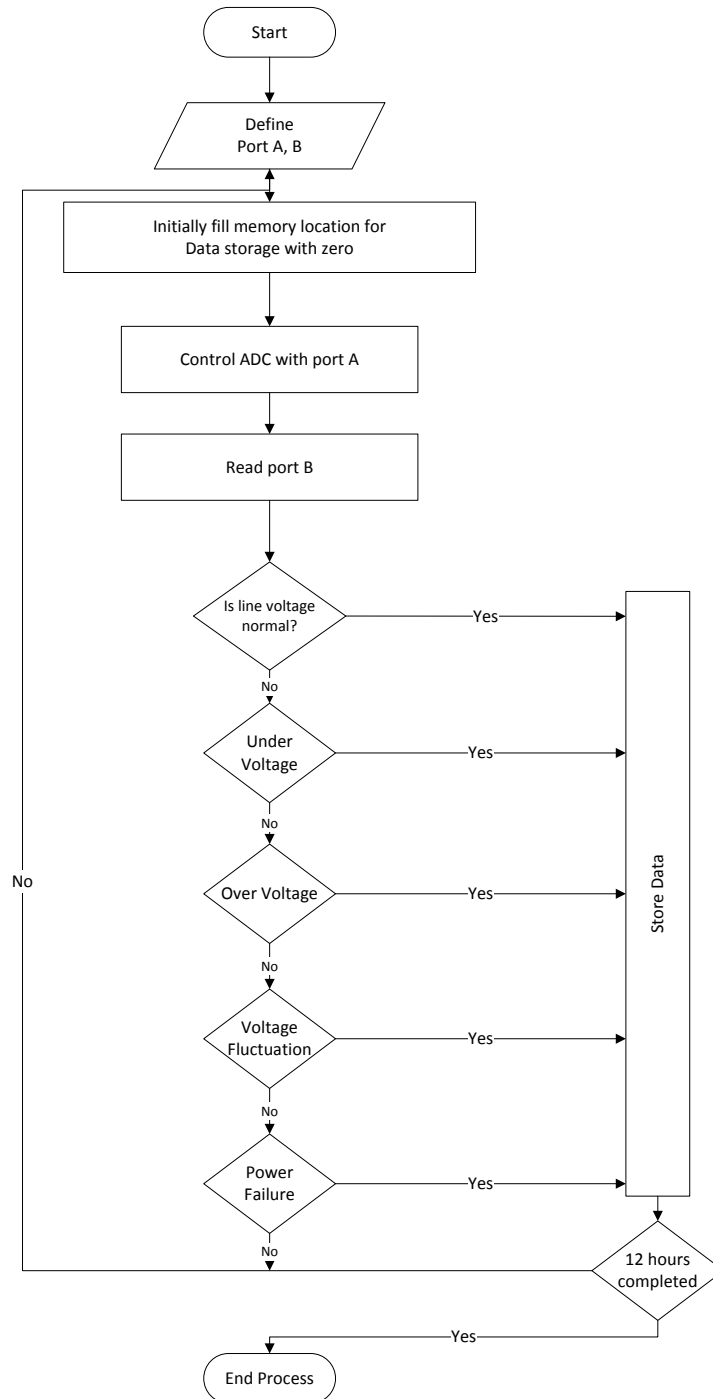 Start
Define
Port A, B
Initially fill memory location for
Data storage with zero
Control ADC with port A
Read port B
Is line voltage
normal?
Yes
No
Under
Voltage
Yes
No
Over Voltage
Yes
No
Voltage
Fluctuation
Yes
No
Power
Failure
Yes
No
Store Data
12 hours
completed
No
Yes
End Process